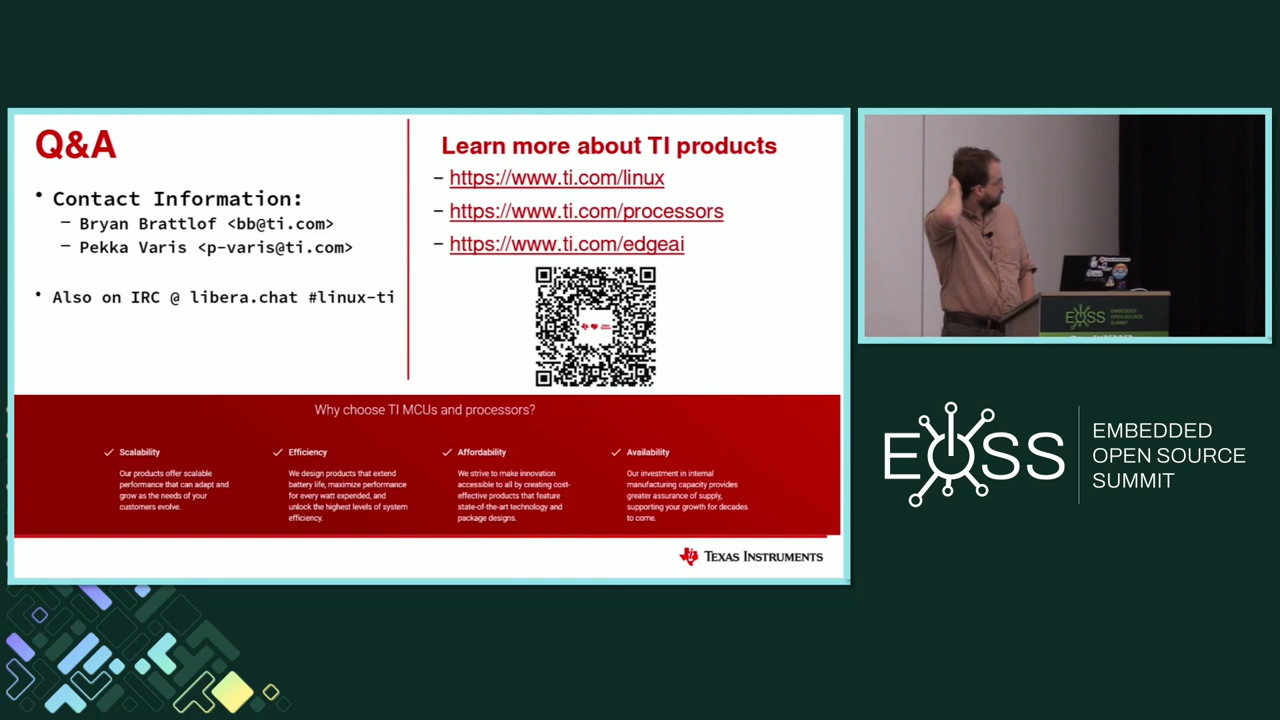 Q&A
• Contact Information:
– Bryan Brattlof <bb@ti.com>
– Pekka Varis <p-varis@ti.com>
• Also on IRC @ libera.chat #linux-ti
Learn more about TI products
– https://www.ti.com/linux
– https://www.ti.com/processors
– https://www.ti.com/edgeai
Why choose TI MCUs and processors?
Scalability
Our products offer scalable
performance that can adapt and
grow as the needs of your
customers evolve.
Efficiency
We design products that extend
battery life, maximize performance
for every watt expended, and
unlock the highest levels of system
efficiency.
Affordability
We strive to make innovation
accessible to all by creating cost-
effective products that feature
state-of-the-art technology and
package designs.
Availability
Our investment in internal
manufacturing capacity provides
greater assurance of supply,
supporting your growth for decades
to come.
TEXAS INSTRUMENTS
EOSS
EMBEDDED
OPEN SOURCE
SUMMIT
EOSS
EMBEDDED
OPEN SOURCE
SUMMIT